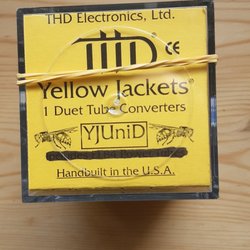 THD Electronics, Ltd.
THD CE
Yellow Jackets®
1 Duet Tube Converters
YJUniD
Handbuilt in the U.S.A.